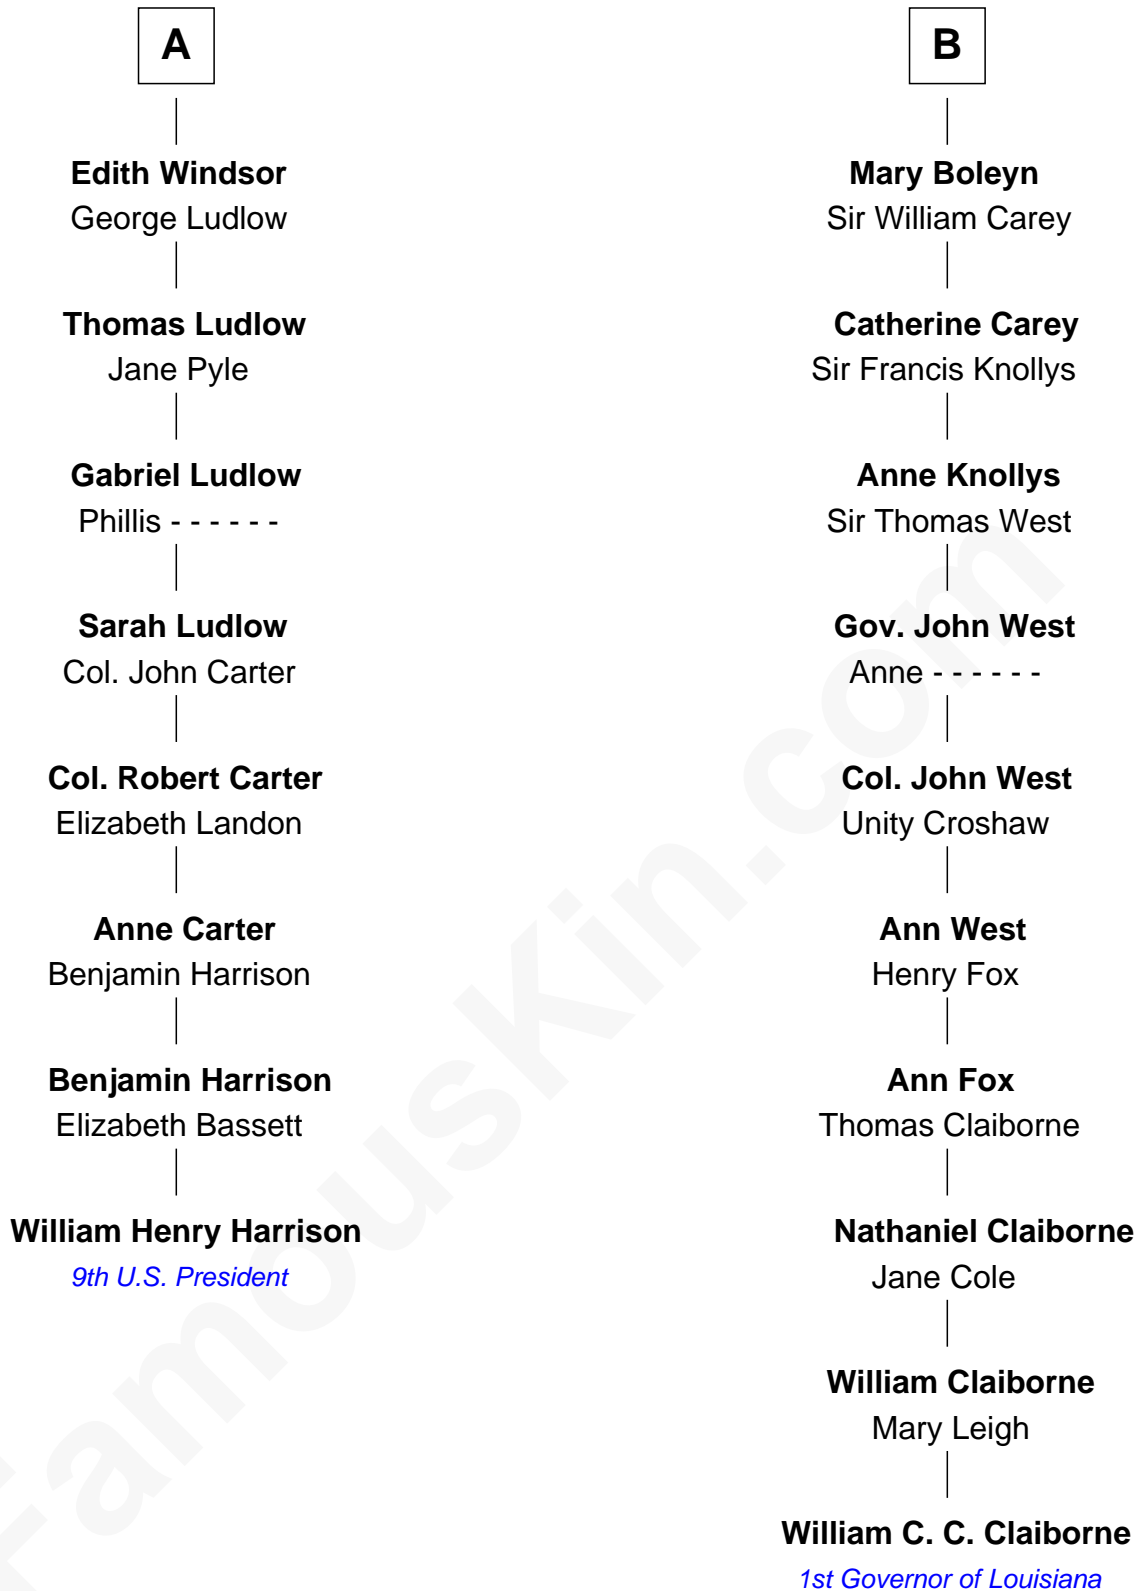 A
Edith Windsor
George Ludlow
Thomas Ludlow
Jane Pyle
Gabriel Ludlow
Phillis - - - - - -
Sarah Ludlow
Col. John Carter
Col. Robert Carter
Elizabeth Landon
Anne Carter
Benjamin Harrison
Benjamin Harrison
Elizabeth Bassett
William Henry Harrison
9th U.S. President
B
Mary Boleyn
Sir William Carey
Catherine Carey
Sir Francis Knollys
Anne Knollys
Sir Thomas West
Gov. John West
Anne - - - - - -
Col. John West
Unity Croshaw
Ann West
Henry Fox
Ann Fox
Thomas Claiborne
Nathaniel Claiborne
Jane Cole
William Claiborne
Mary Leigh
William C. C. Claiborne
1st Governor of Louisiana
FamousKin.com